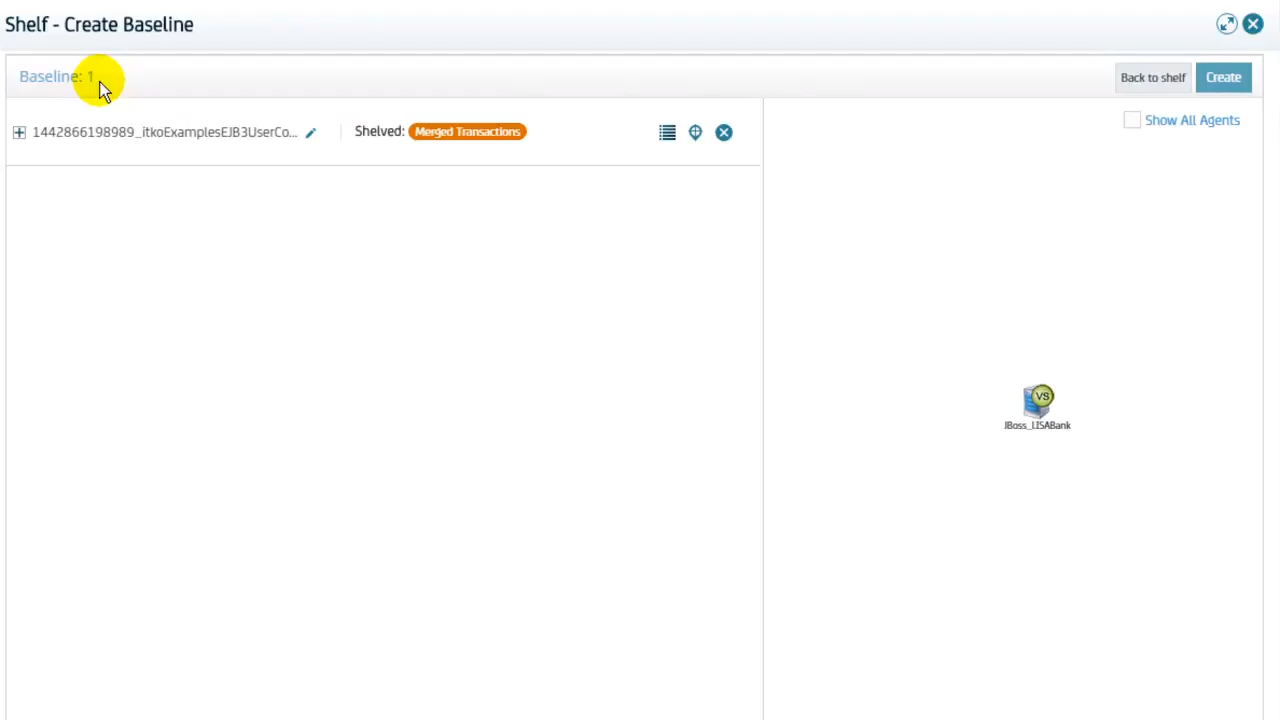 Shelf - Create Baseline
Baseline: 1
Back to shelf
Create
1442866198989_itkoExamplesEJB3UserCo...
Shelved: Merged Transactions
Show All Agents
VS
JBoss_LISABank